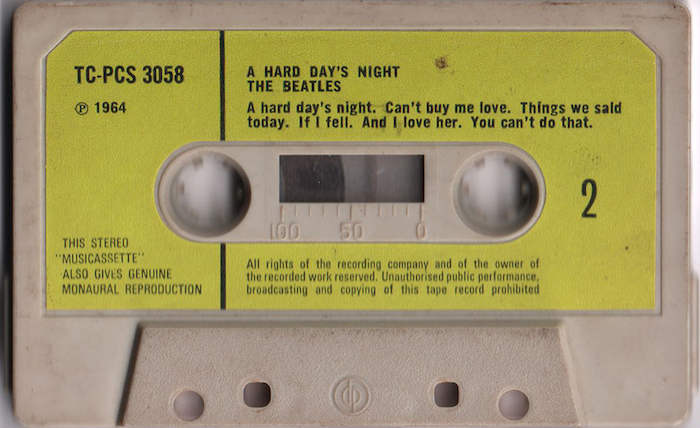 TC-PCS 3058
℗ 1964
A HARD DAY'S NIGHT
THE BEATLES
A hard day's night. Can't buy me love. Things we said
today. If I fell. And I love her. You can't do that.
2
100 50 0
THIS STEREO
"MUSICASSETTE"
ALSO GIVES GENUINE
MONAURAL REPRODUCTION
All rights of the recording company and of the owner of
the recorded work reserved. Unauthorised public performance,
broadcasting and copying of this tape record prohibited